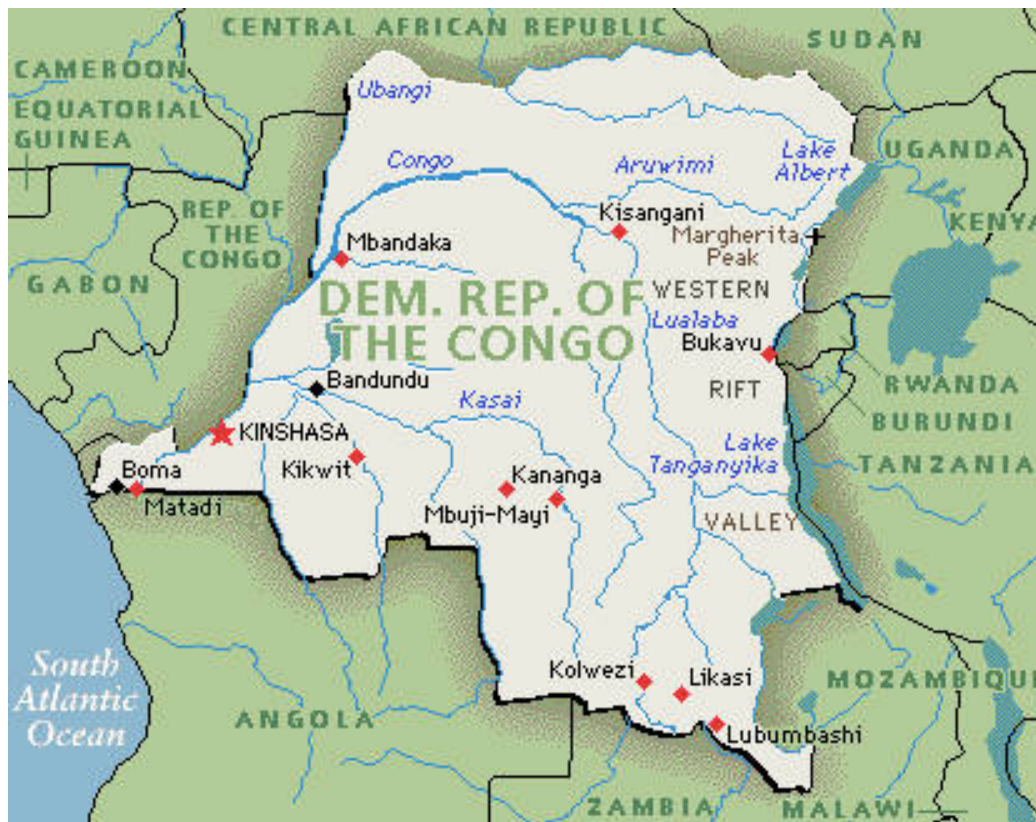 CENTRAL AFRICAN REPUBLIC
SUDAN
CAMEROON
Ubangi
EQUATORIAL
GUINEA
UGANDA
Congo
Aruwimi
Lake
Albert
REP. OF
THE
CONGO
Kisangani
KENYA
Margherita
Peak
Mbandaka
GABON
DEM. REP. OF
THE CONGO
WESTERN
Lualaba
Bukavu
Bandundu
RIFT
RWANDA
Kasai
BURUNDI
KINSHASA
Lake
Tanganyika
TANZANIA
Boma
Kikwit
Kananga
Matadi
Mbuji-Mayi
VALLEY
South
Atlantic
Ocean
Kolwezi
Likasi
MOZAMBIQUE
ANGOLA
Lubumbashi
ZAMBIA
MALAWI